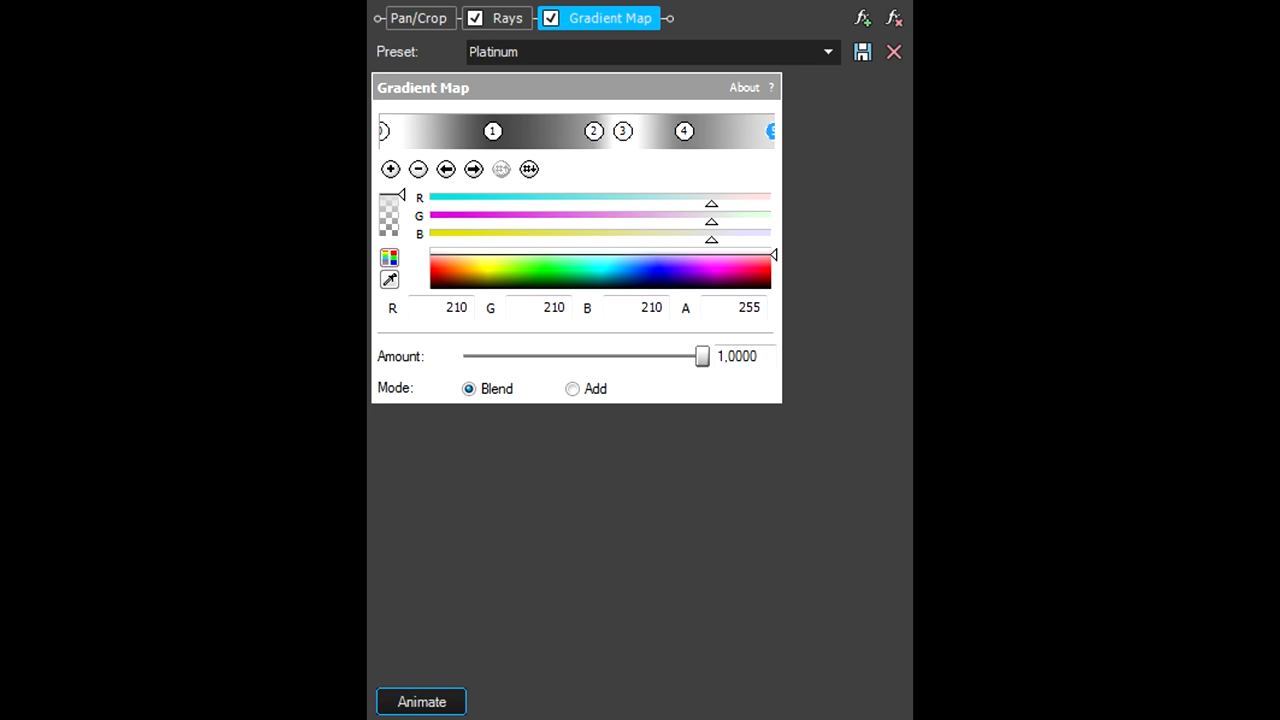 Pan/Crop Rays Gradient Map
Preset: Platinum
Gradient Map About ?
1 2 3 4
R
G
B
R 210 G 210 B 210 A 255
Amount: 1,0000
Mode: Blend Add
Animate